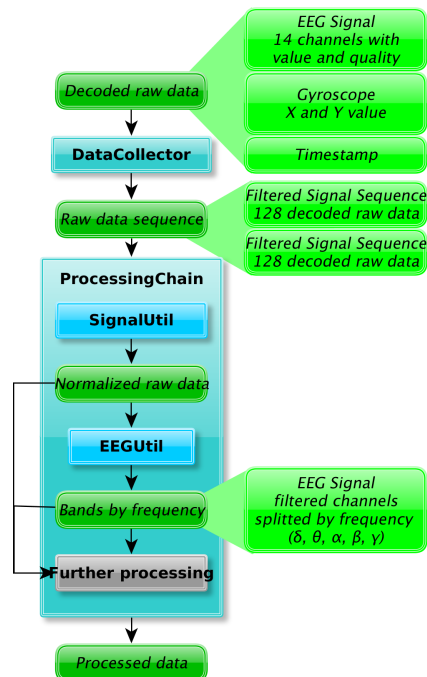 EEG Signal
14 channels with
value and quality
Decoded raw data
Gyroscope
X and Y value
DataCollector
Timestamp
Filtered Signal Sequence
128 decoded raw data
Raw data sequence
Filtered Signal Sequence
128 decoded raw data
ProcessingChain
SignalUtil
Normalized raw data
EEGUtil
EEG Signal
filtered channels
splitted by frequency
(δ, θ, α, β, γ)
Bands by frequency
Further processing
Processed data